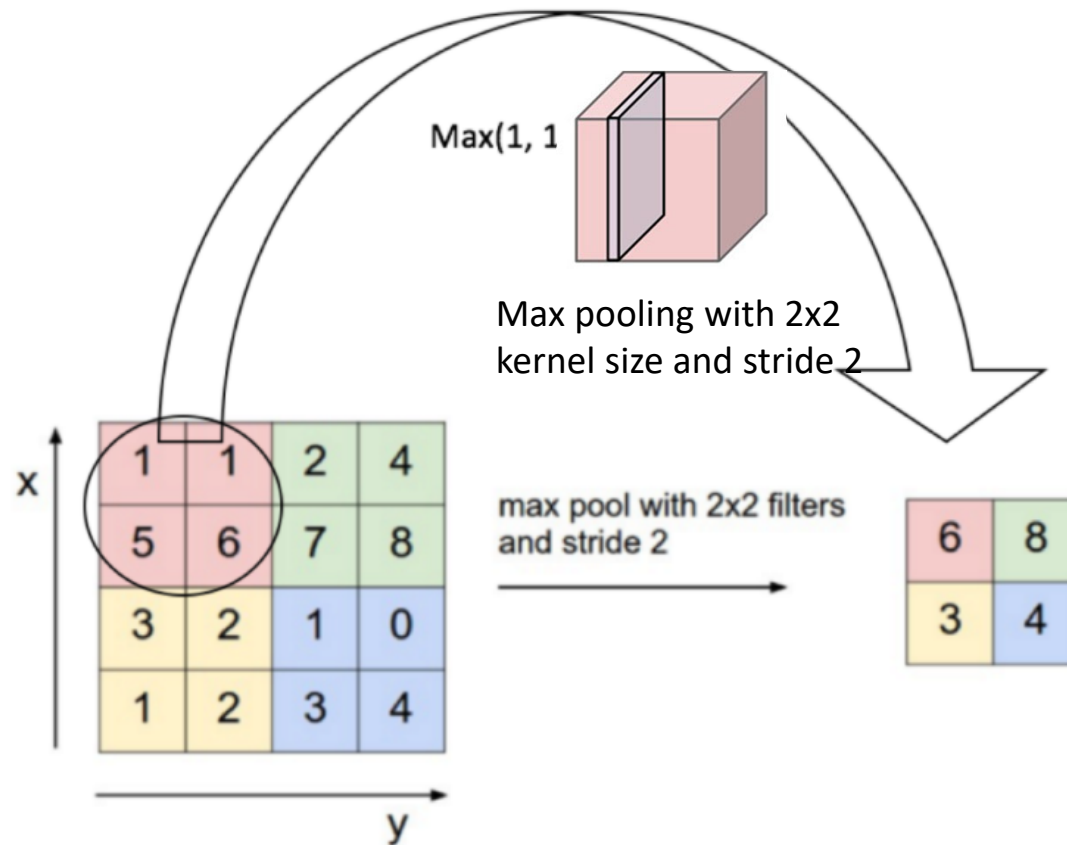 Max(1, 1
Max pooling with 2x2
kernel size and stride 2
x
1 1 2 4
5 6 7 8
3 2 1 0
1 2 3 4
y
max pool with 2x2 filters
and stride 2
6 8
3 4